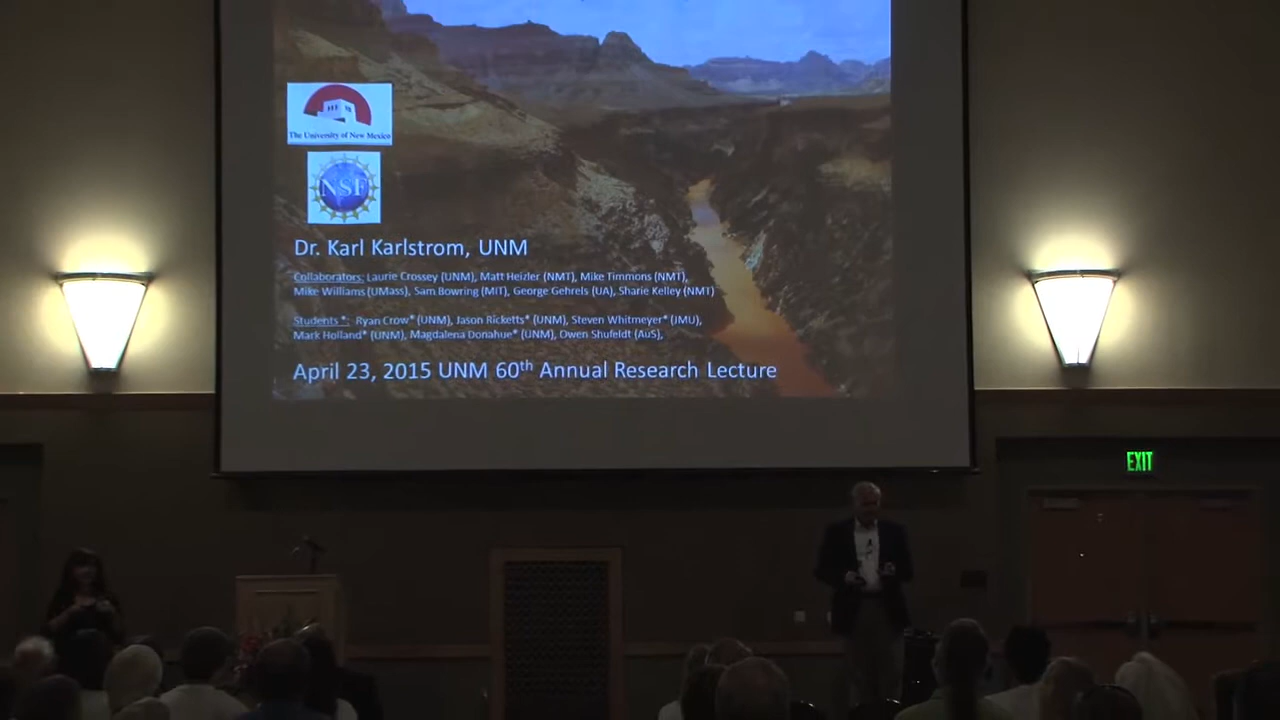 The University of New Mexico
NSF
Dr. Karl Karlstrom, UNM
Collaborators: Laurie Crossey (UNM), Matt Heizler (NMT), Mike Timmons (NMT),
Mike Williams (UMass), Sam Bowring (MIT), George Gehrels (UA), Sharie Kelley (NMT)
Students*: Ryan Crow* (UNM), Jason Ricketts* (UNM), Steven Whitmeyer* (JMU),
Mark Holland* (UNM), Magdalena Donahue* (UNM), Owen Shufeldt (AuS),
April 23, 2015 UNM 60th Annual Research Lecture
EXIT